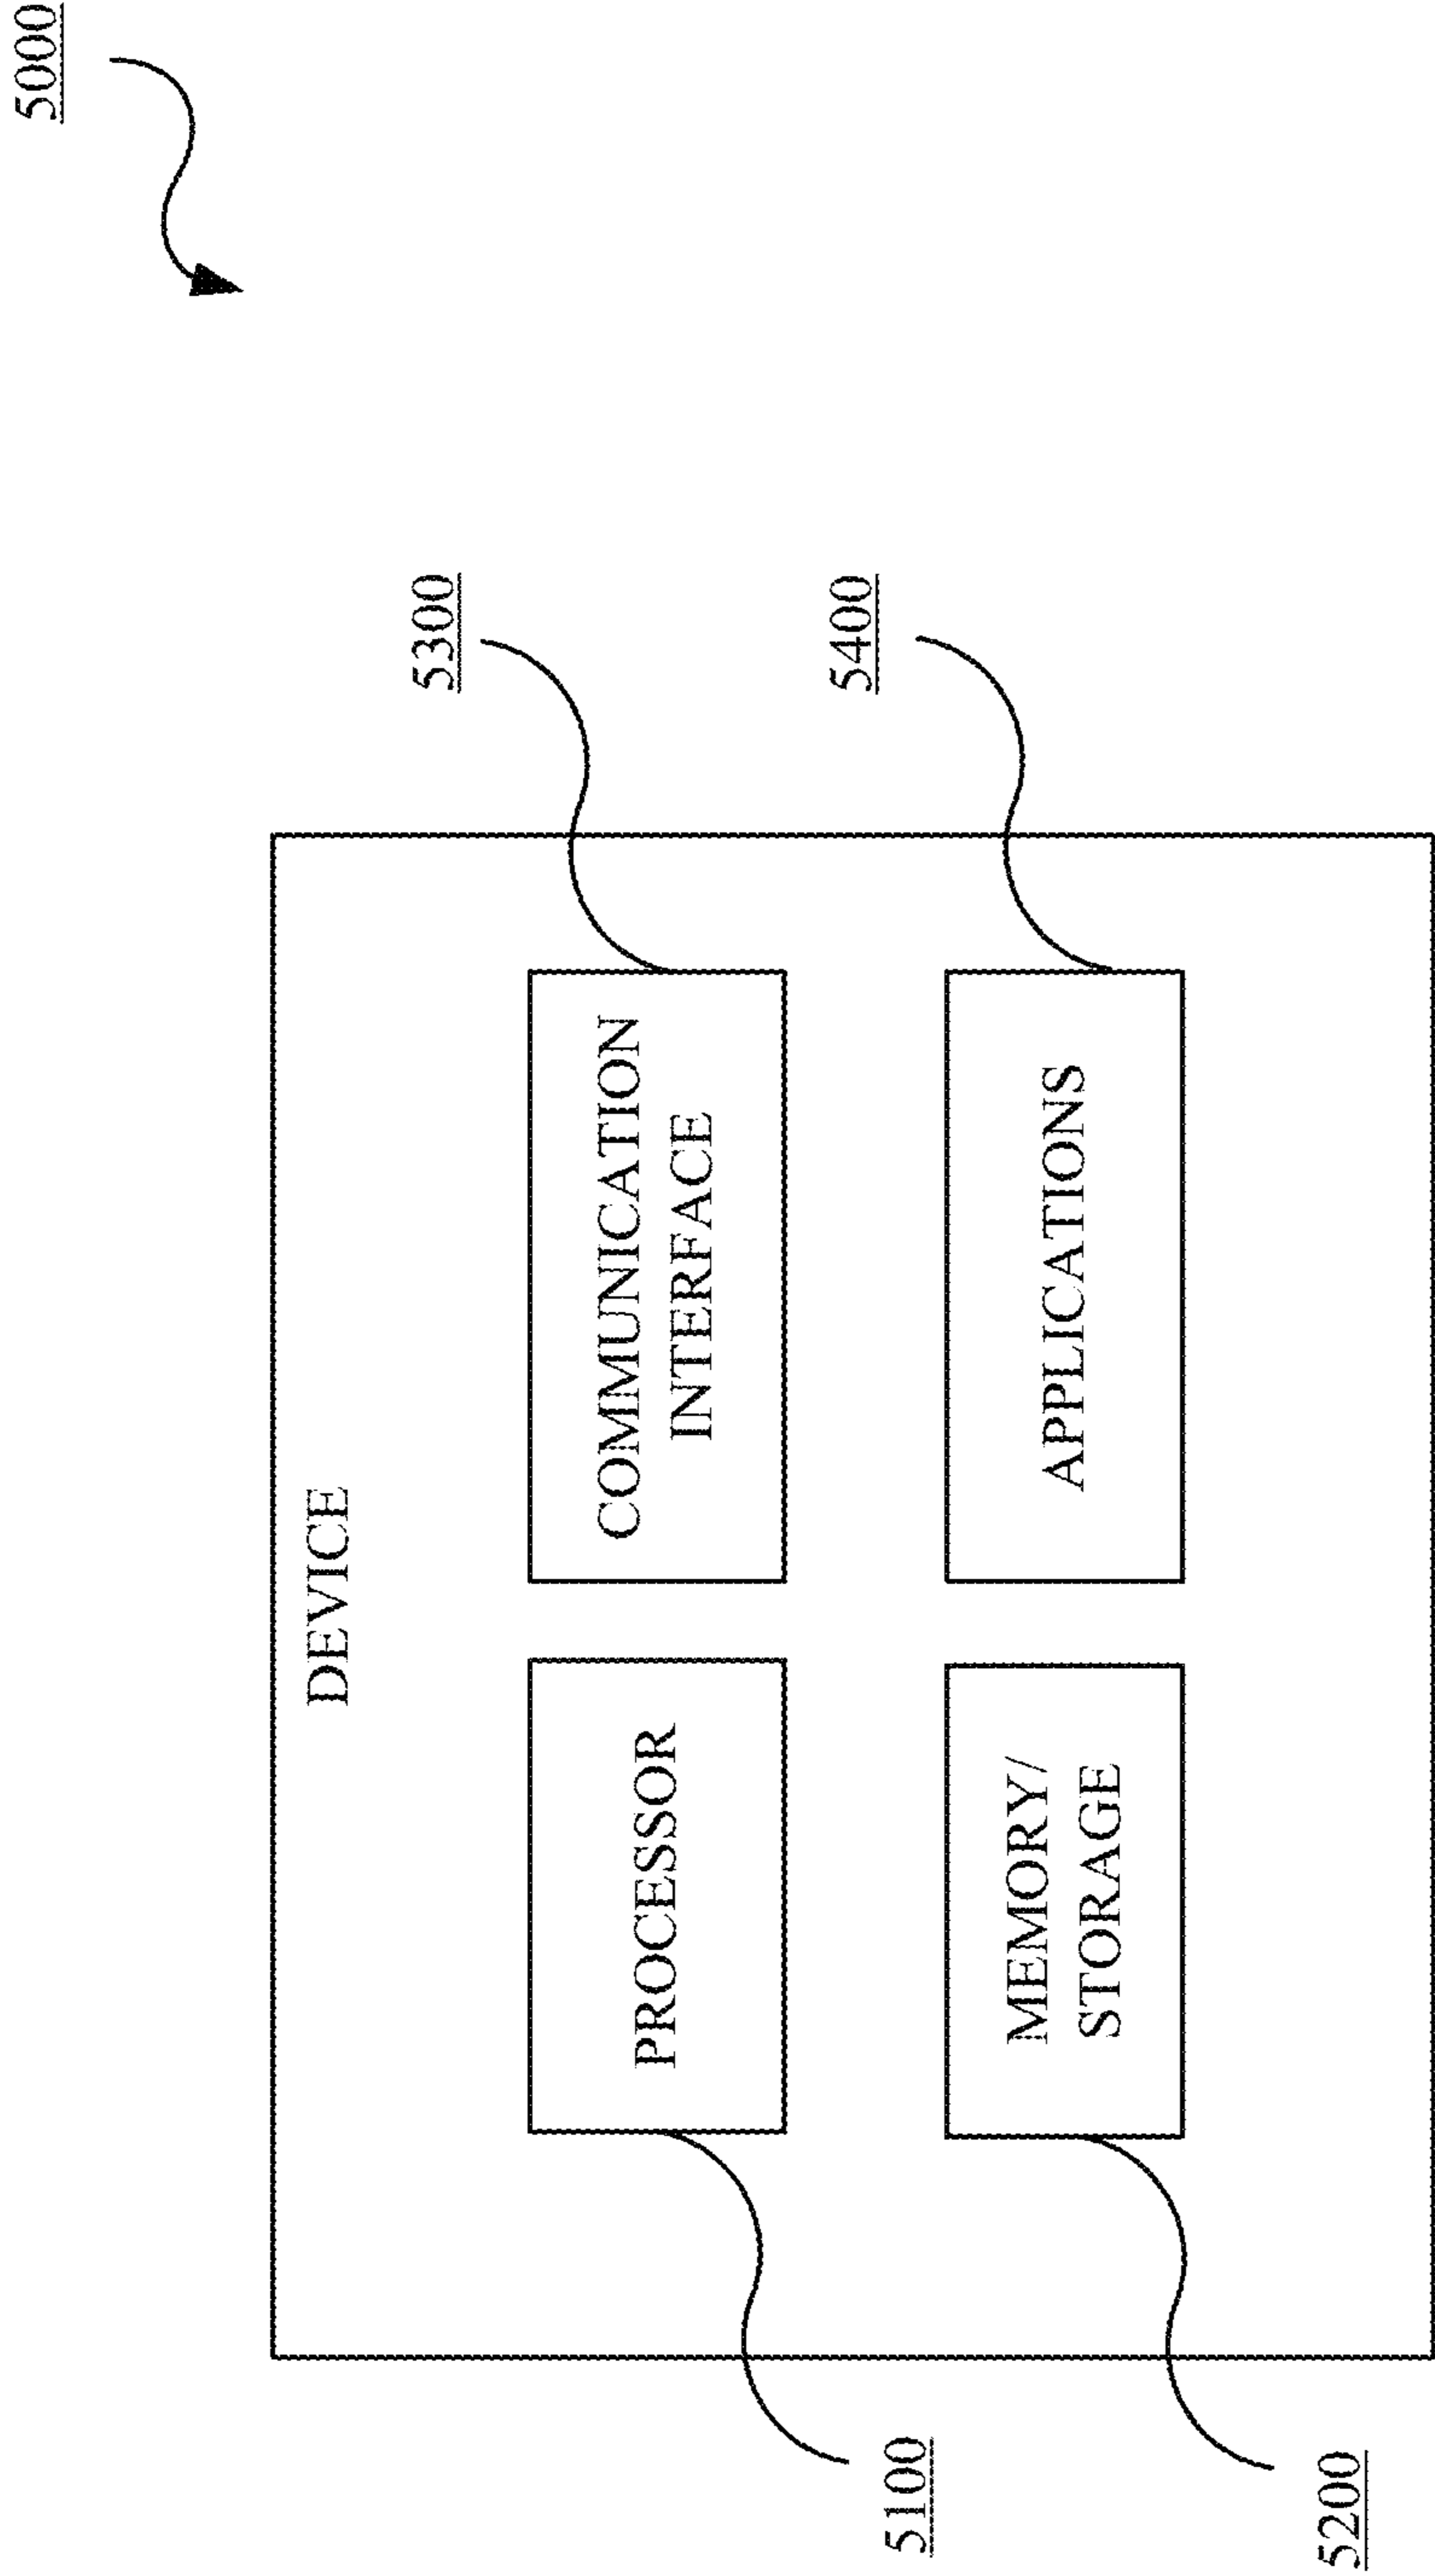 5000
DEVICE
5300
COMMUNICATION
INTERFACE
PROCESSOR
5100
5400
APPLICATIONS
MEMORY/
STORAGE
5200